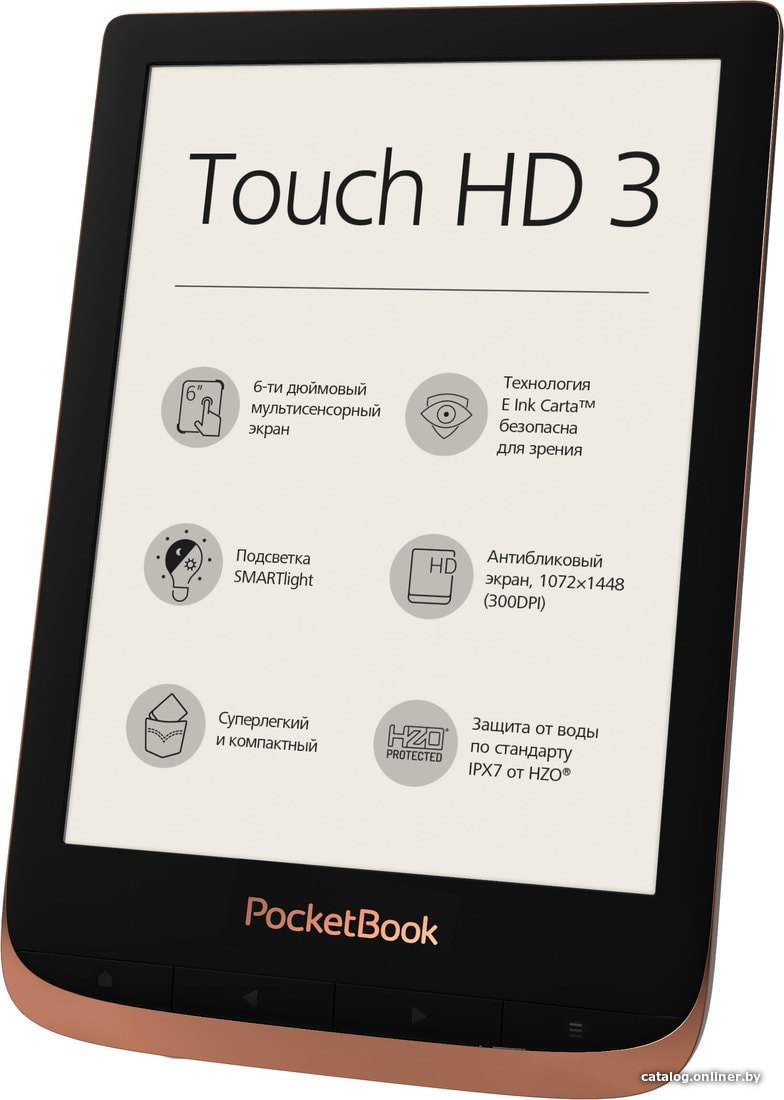 Touch HD 3
6”
6-ти дюймовый
мультисенсорный
экран
Технология
E Ink Carta™
безопасна
для зрения
Подсветка
SMARTlight
HD
Антибликовый
экран, 1072×1448
(300DPI)
Суперлегкий
и компактный
HZO
PROTECTED
Защита от воды
по стандарту
IPX7 от HZO®
PocketBook
catalog.onliner.by